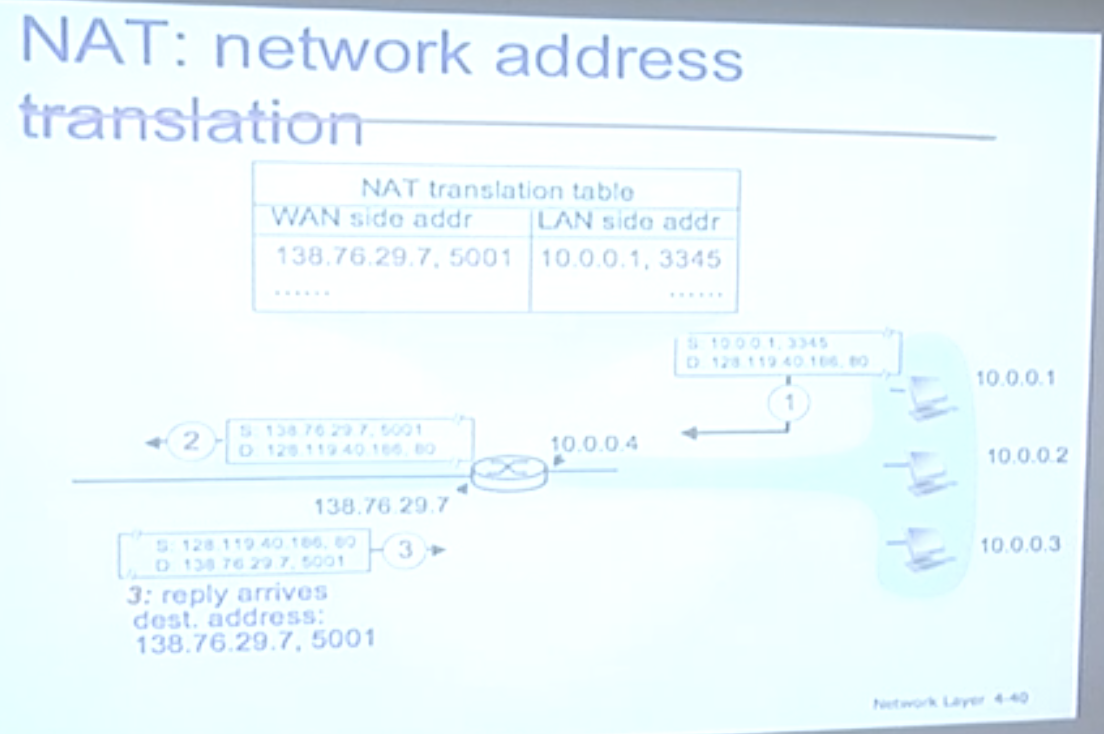 NAT: network address
translation
NAT translation table
WAN side addr LAN side addr
138.76.29.7, 5001 10.0.0.1, 3345
...... ......
S: 10.0.0.1, 3345
D: 128.119.40.186, 80
10.0.0.1
1
2
S: 138.76.29.7, 5001
D: 128.119.40.186, 80
10.0.0.4
10.0.0.2
138.76.29.7
S: 128.119.40.186, 80
D: 138.76.29.7, 5001
3
10.0.0.3
3: reply arrives
dest. address:
138.76.29.7, 5001
Network Layer 4-40